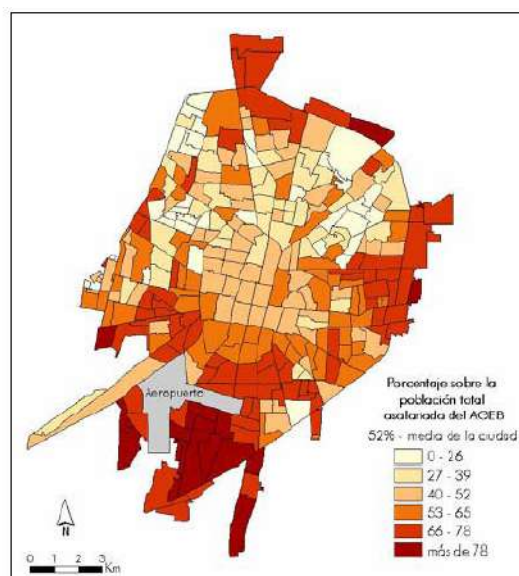 Aeropuerto
Porcentaje sobre la
población total
asalariada del AGEB
52% - media de la ciudad
0 - 26
27 - 39
40 - 52
53 - 65
66 - 78
más de 78
N
0 1 2 3
Km